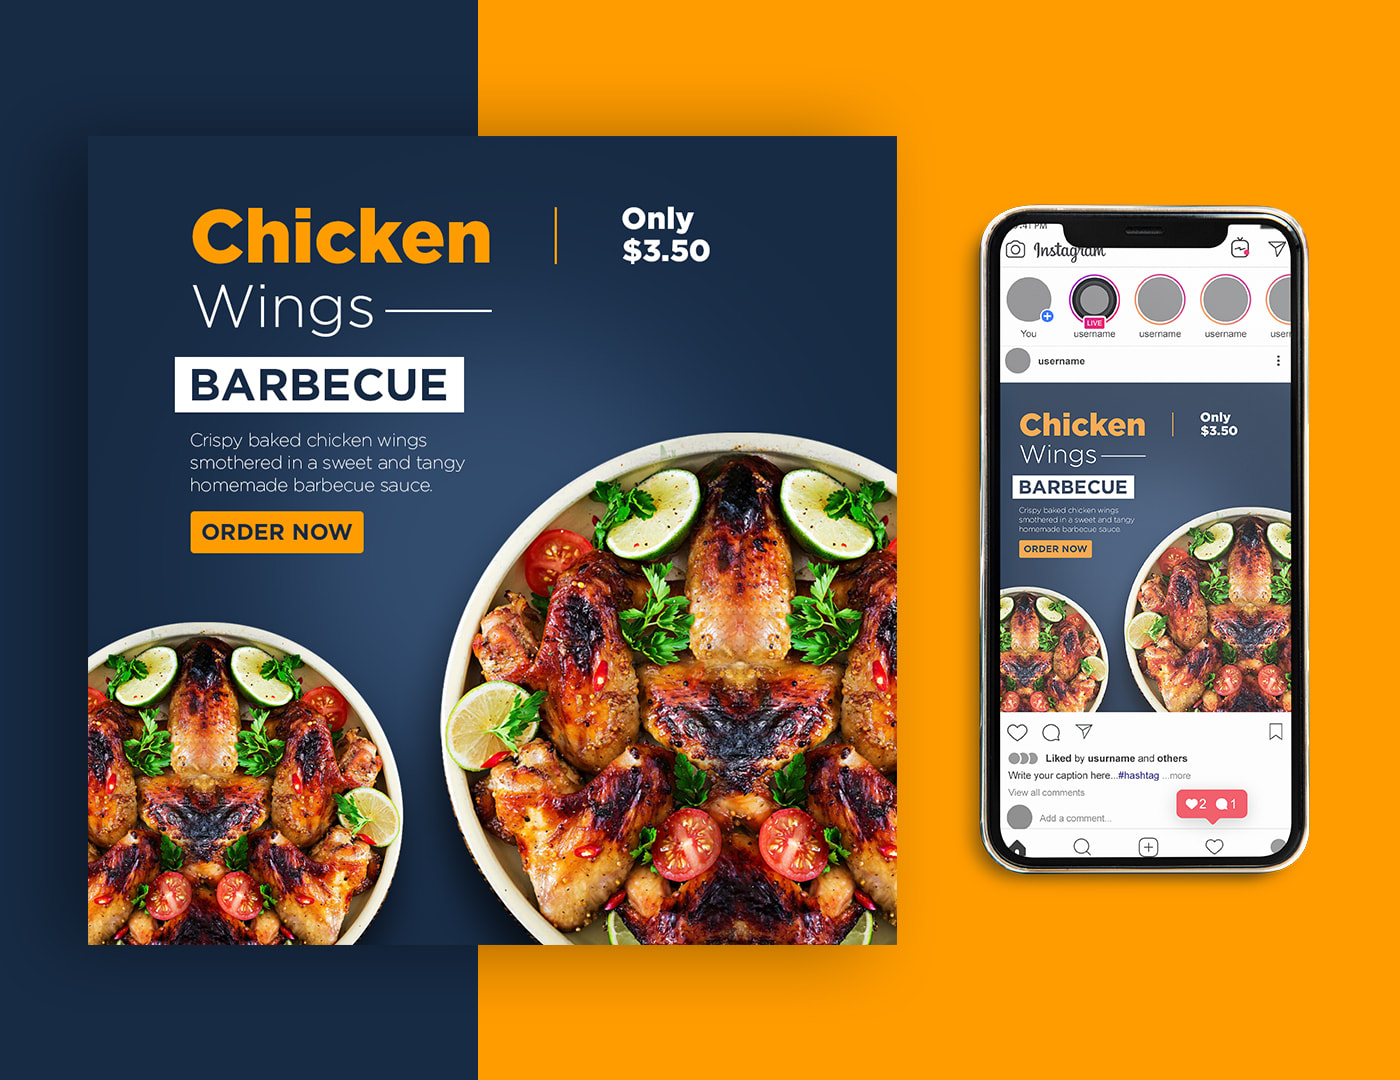 Chicken
Wings
Only
$3.50
BARBECUE
Crispy baked chicken wings
smothered in a sweet and tangy
homemade barbecue sauce.
ORDER NOW
:41 PM
Instagram
LIVE
You
username
username
username
user
username
Chicken
Wings
Only
$3.50
BARBECUE
Crispy baked chicken wings
smothered in a sweet and tangy
homemade barbecue sauce.
ORDER NOW
Liked by usurname and others
Write your caption here...#hashtag ...more
View all comments
2 1
Add a comment...